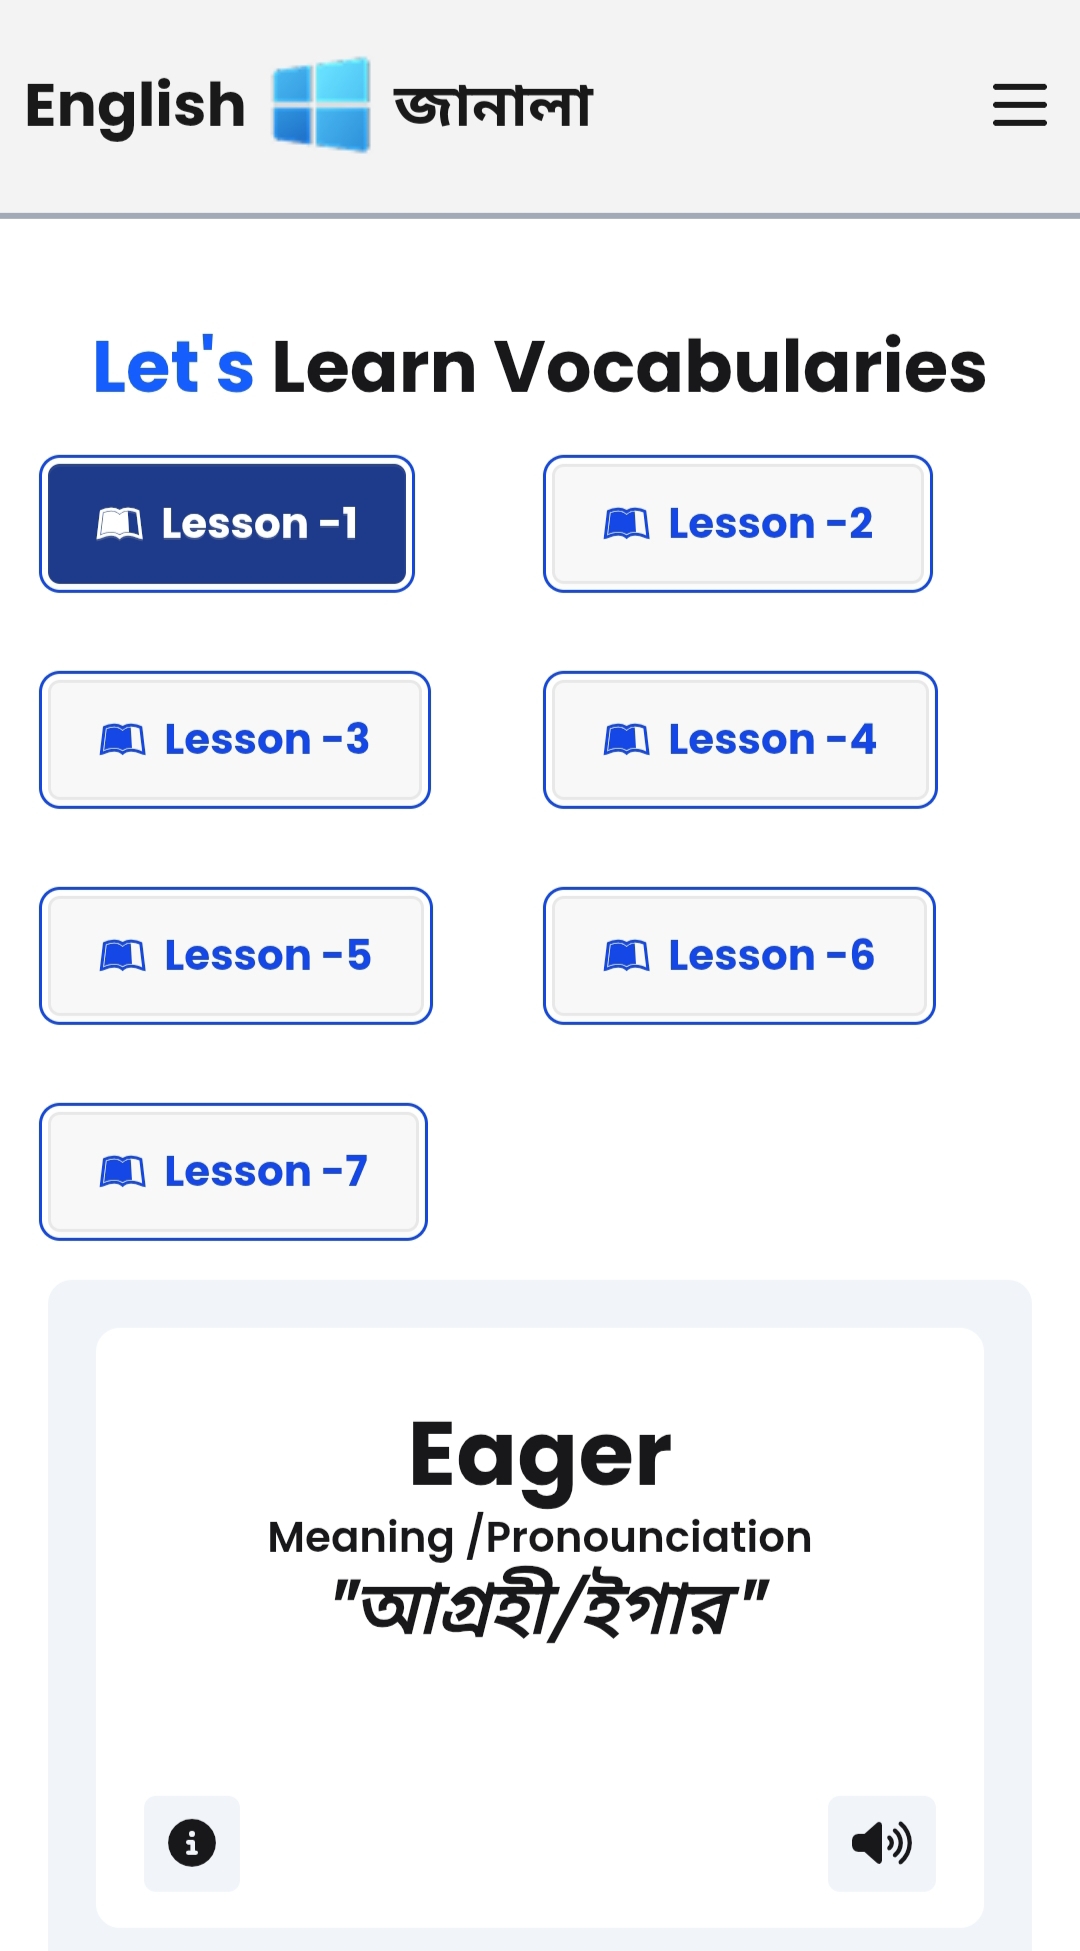 English জানালা
Let's Learn Vocabularies
Lesson -1
Lesson -2
Lesson -3
Lesson -4
Lesson -5
Lesson -6
Lesson -7
Eager
Meaning /Pronounciation
"আগ্রহী/ইগার"